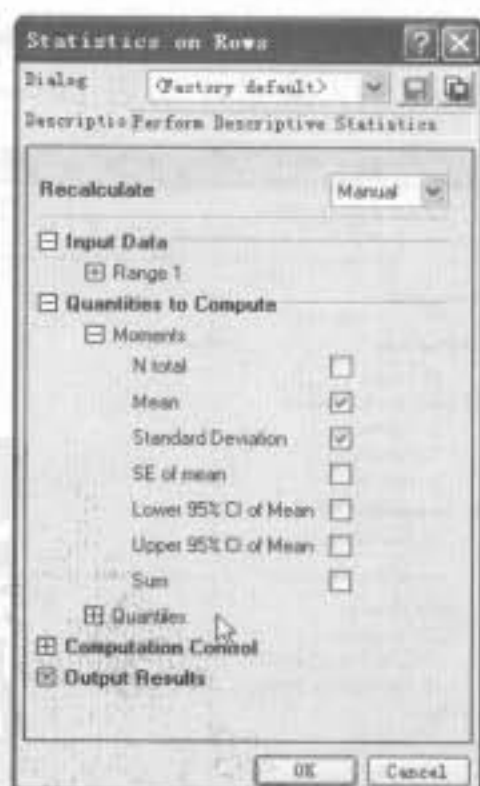 Statistics on Rows
Dialog <Factory default>
Descriptio Perform Descriptive Statistics
Recalculate Manual
Input Data
Range 1
Quantities to Compute
Moments
N total
Mean
Standard Deviation
SE of mean
Lower 95% CI of Mean
Upper 95% CI of Mean
Sum
Quantiles
Computation Control
Output Results
OK Cancel